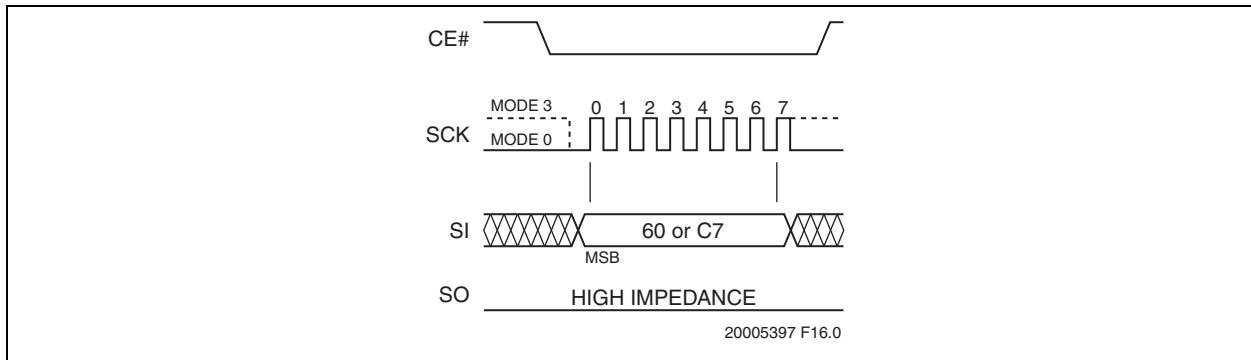 CE#
MODE 3
0 1 2 3 4 5 6 7
SCK
MODE 0
SI
60 or C7
MSB
SO
HIGH IMPEDANCE
20005397 F16.0